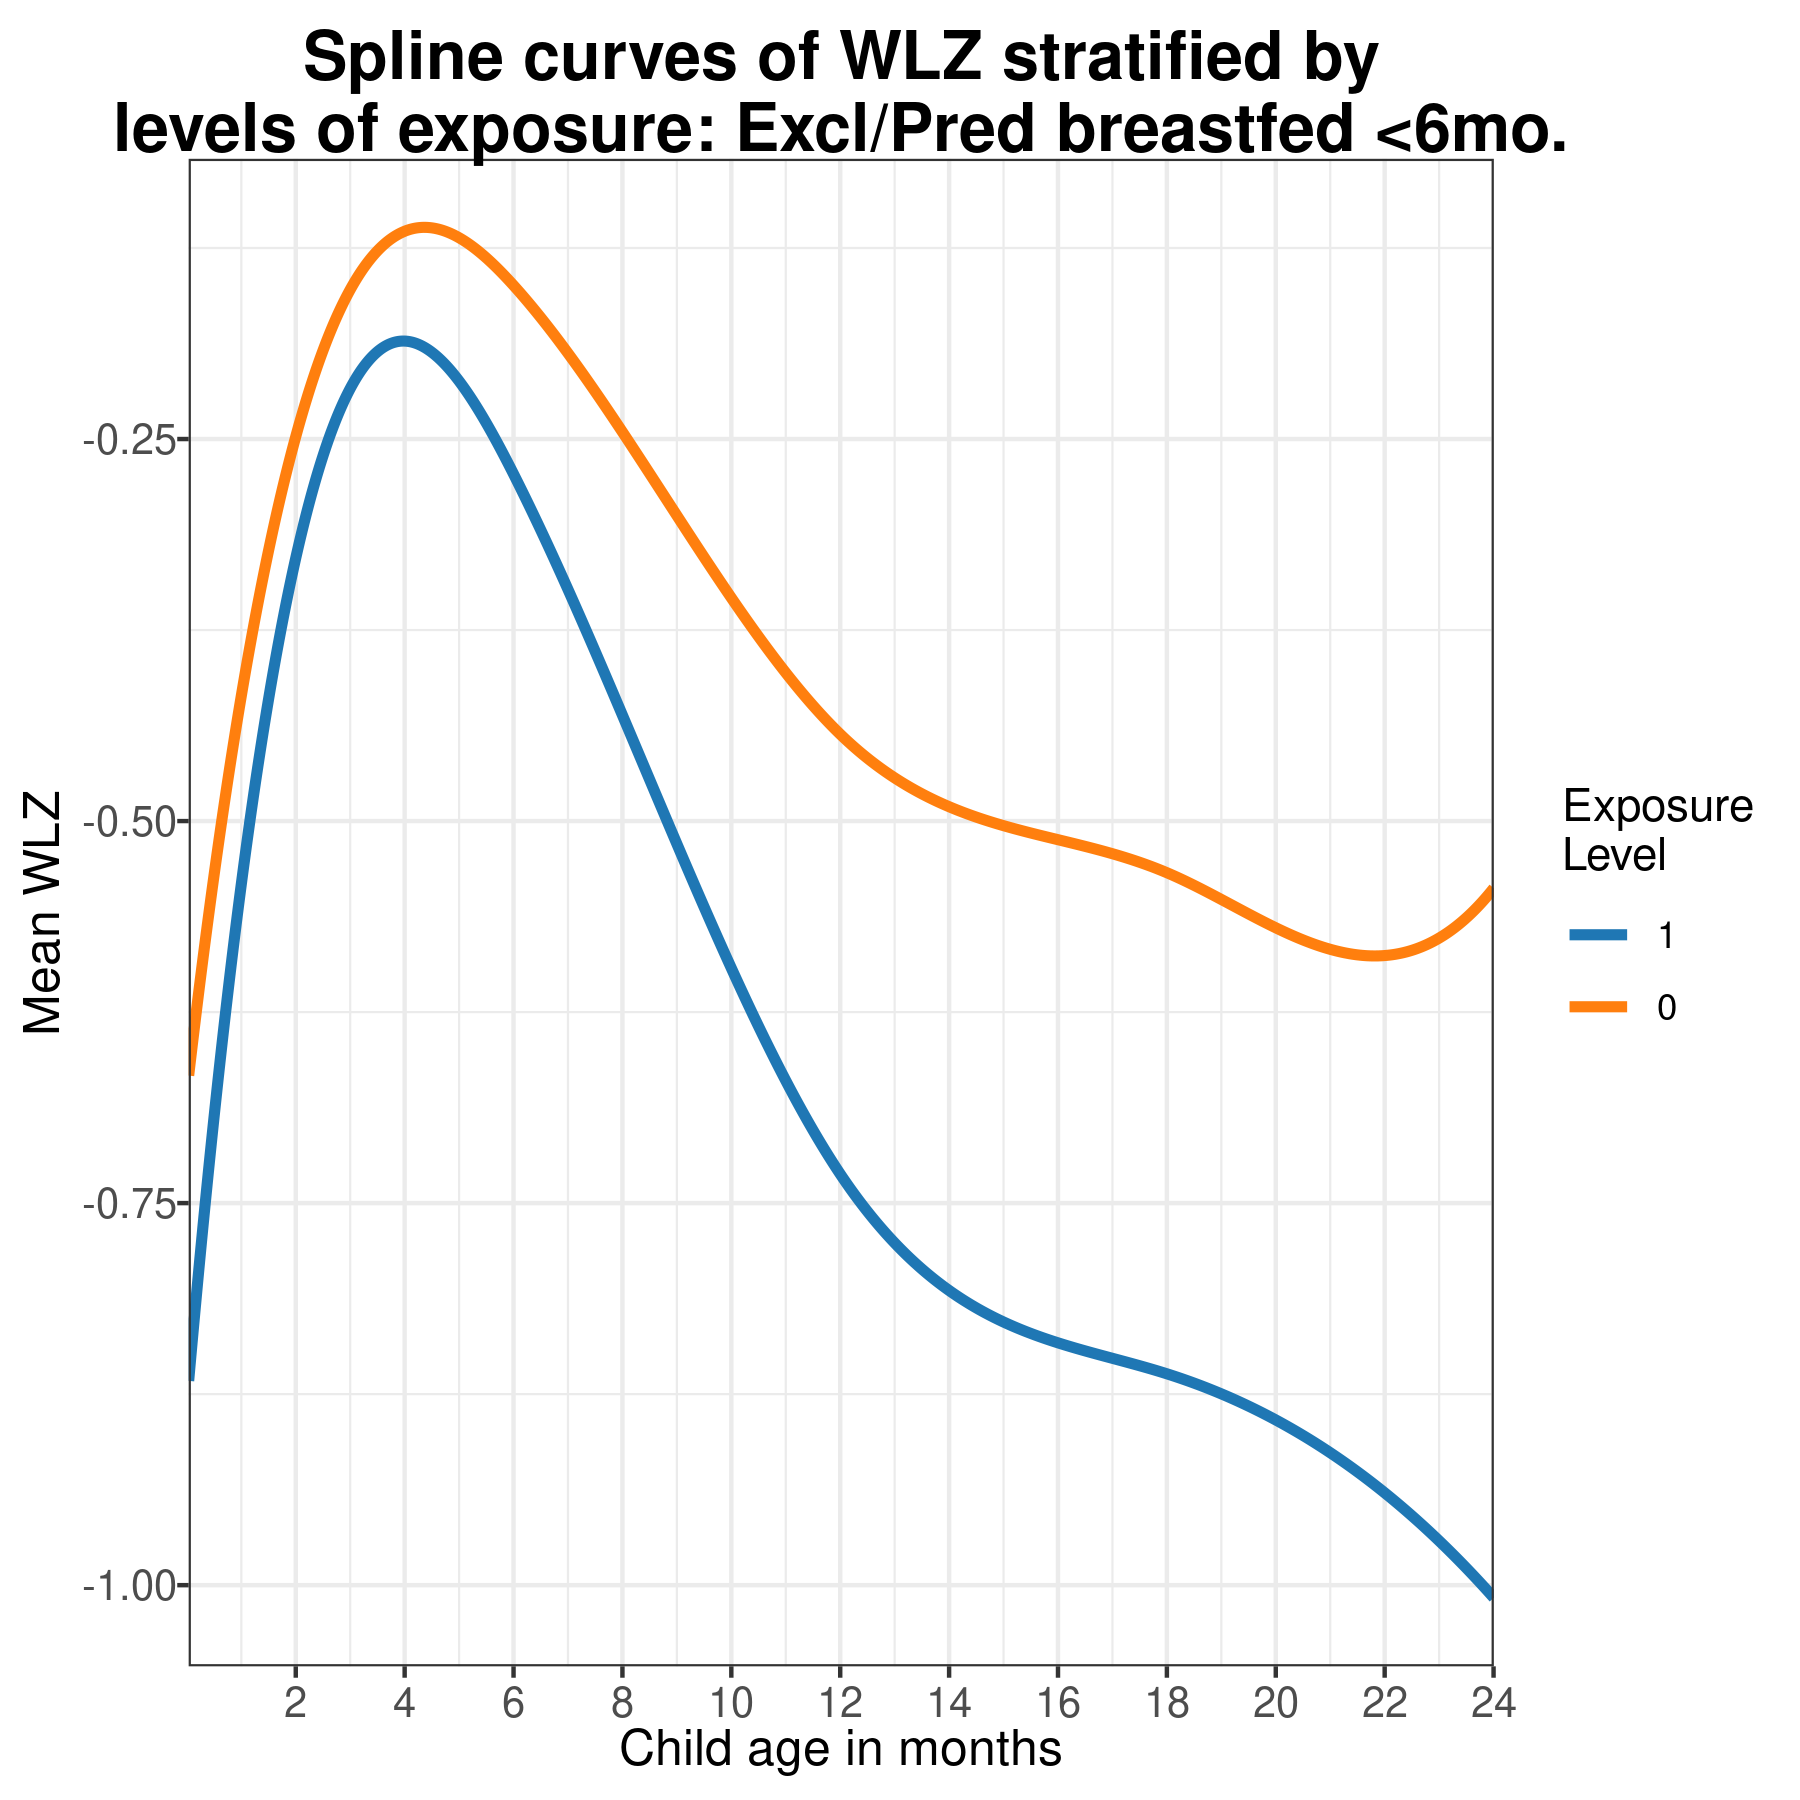 Spline curves of WLZ stratified by
levels of exposure: Excl/Pred breastfed <6mo.
Mean WLZ
-0.25
-0.50
-0.75
-1.00
2 4 6 8 10 12 14 16 18 20 22 24
Child age in months
Exposure
Level
1
0